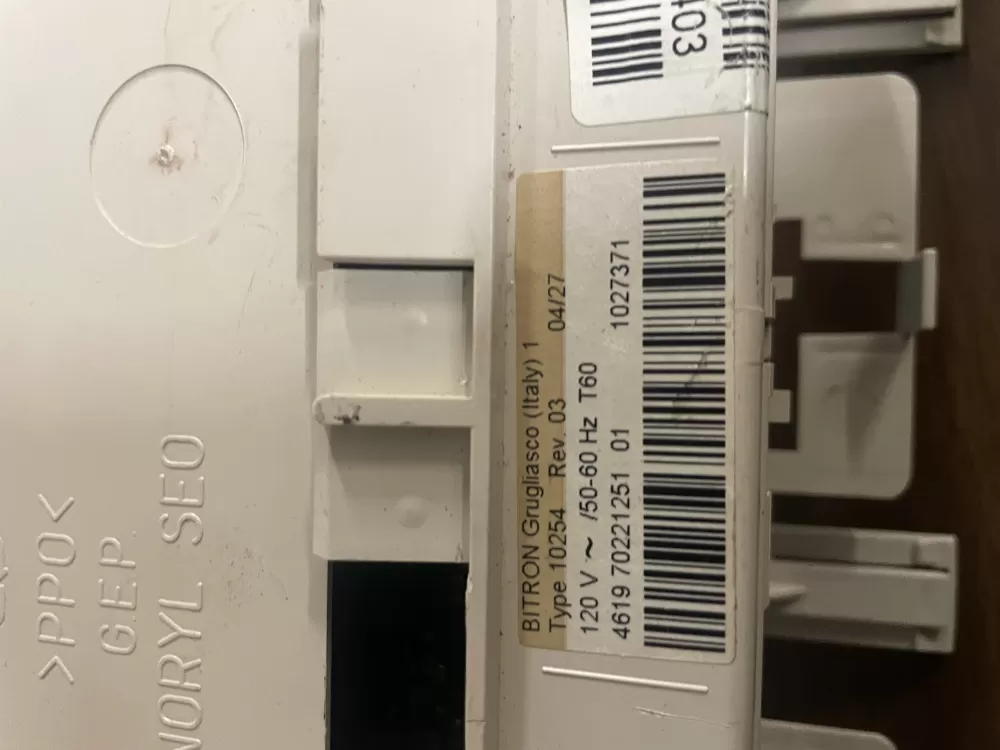 403
BITRON Grugliasco (Italy) 1
Type 10254 Rev. 03 04/27
120 V ~ /50-60 Hz T60
4619 70221251 01 1027371
>PPO<
G.E.P.
NORYL SEO